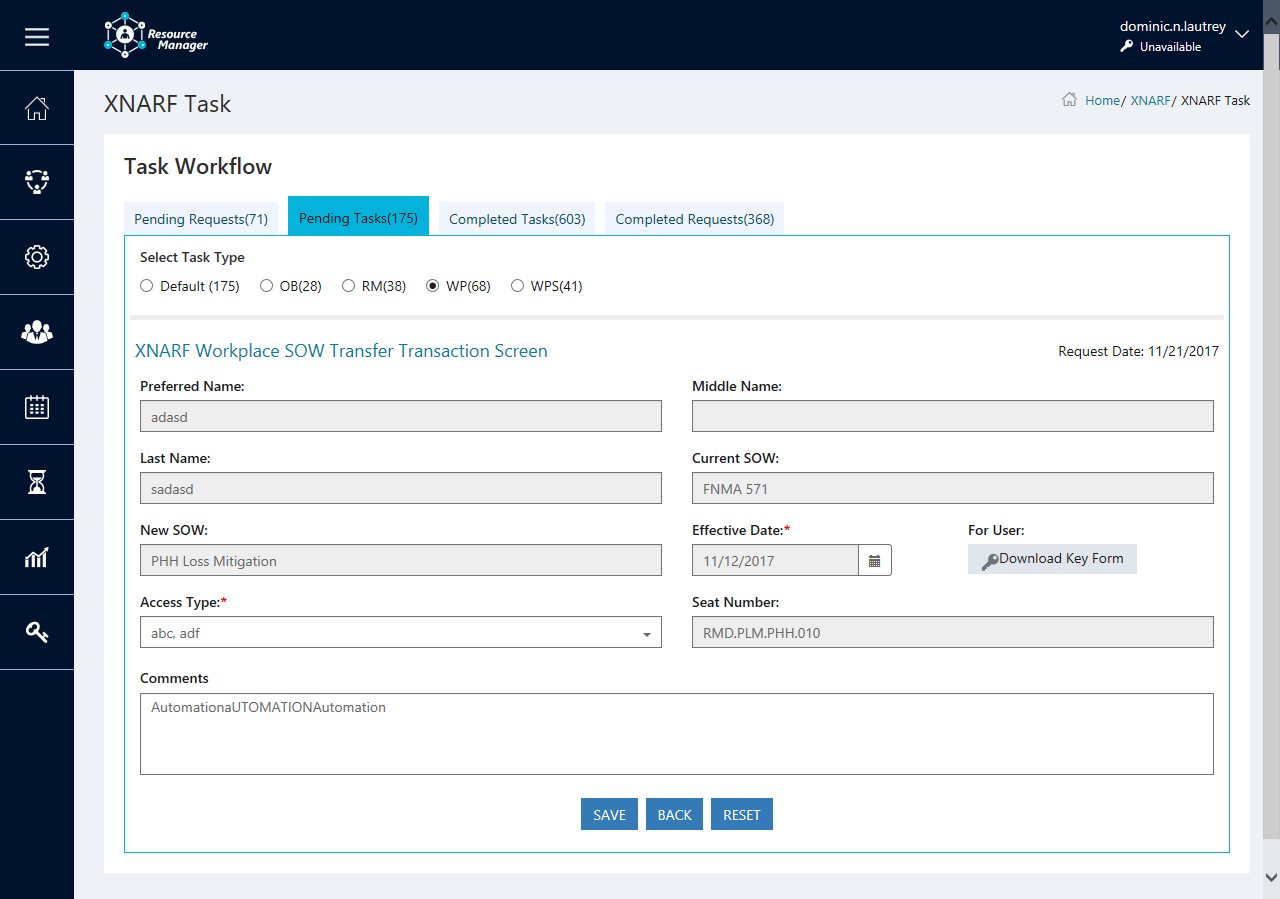 Resource
Manager
dominic.n.lautrey
Unavailable
XNARF Task
Home/ XNARF/ XNARF Task
Task Workflow
Pending Requests(71) Pending Tasks(175) Completed Tasks(603) Completed Requests(368)
Select Task Type
Default (175) OB(28) RM(38) WP(68) WPS(41)
XNARF Workplace SOW Transfer Transaction Screen Request Date: 11/21/2017
Preferred Name: Middle Name:
adasd
Last Name: Current SOW:
sadasd FNMA 571
New SOW: Effective Date:* For User:
PHH Loss Mitigation 11/12/2017 Download Key Form
Access Type:* Seat Number:
abc, adf RMD.PLM.PHH.010
Comments
AutomationaUTOMATIONAutomation
SAVE BACK RESET